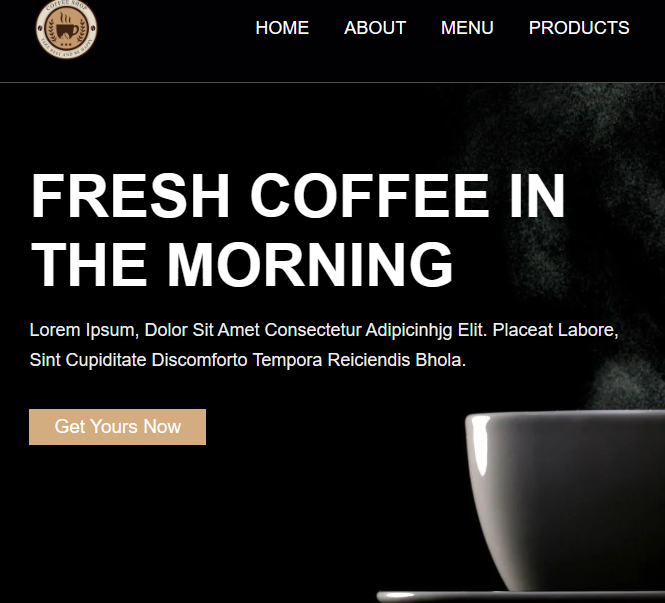 COFFEE SHOP
HOME ABOUT MENU PRODUCTS
FRESH COFFEE IN
THE MORNING
Lorem Ipsum, Dolor Sit Amet Consectetur Adipicinhjg Elit. Placeat Labore,
Sint Cupiditate Discomforto Tempora Reiciendis Bhola.
Get Yours Now